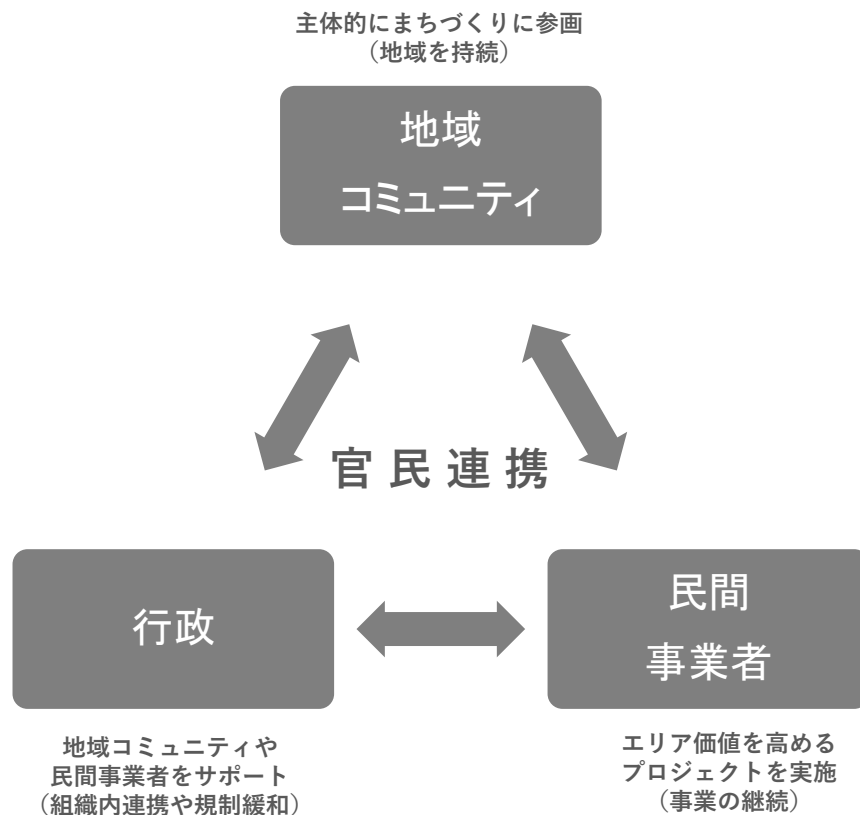 主体的にまちづくりに参画
（地域を持続）
地域
コミュニティ
官民連携
行政
民間
事業者
地域コミュニティや
民間事業者をサポート
（組織内連携や規制緩和）
エリア価値を高める
プロジェクトを実施
（事業の継続）